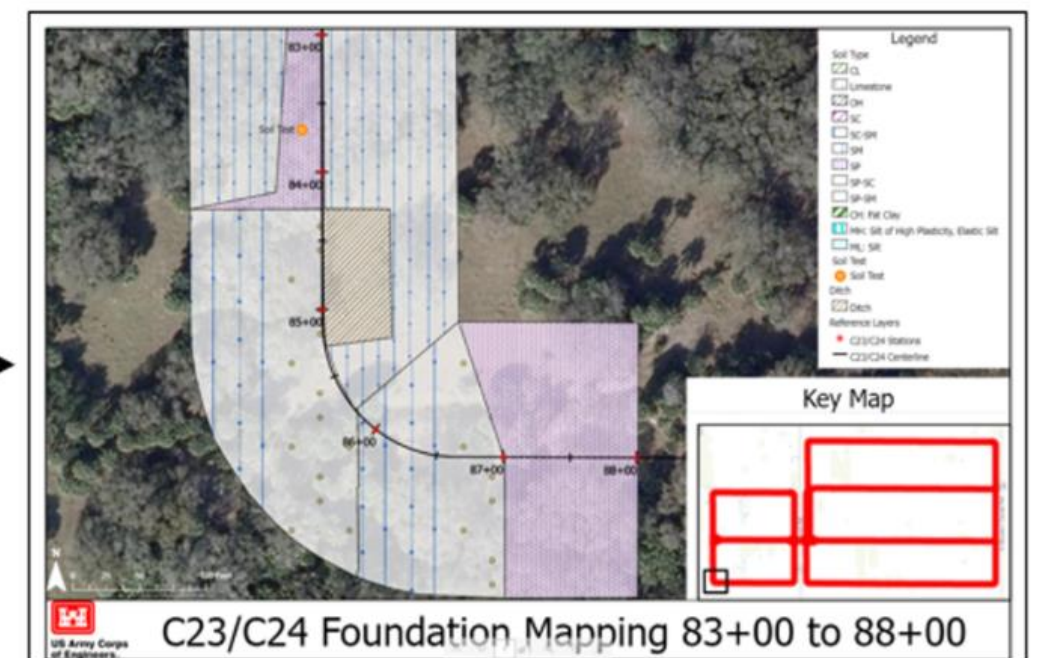 83+00
Soil Test
84+00
85+00
86+00
87+00
88+00
Legend
Soil Type
CL
Limestone
OH
SC
SC-SM
SM
SP
SP-SC
SP-SM
CH: Fat Clay
MH: Silt of High Plasticity, Elastic Silt
ML: Silt
Soil Test
Soil Test
Ditch
Ditch
Reference Layers
C23/C24 Stations
C23/C24 Centerline
Key Map
N
US Army Corps
of Engineers.
C23/C24 Foundation Mapping 83+00 to 88+00